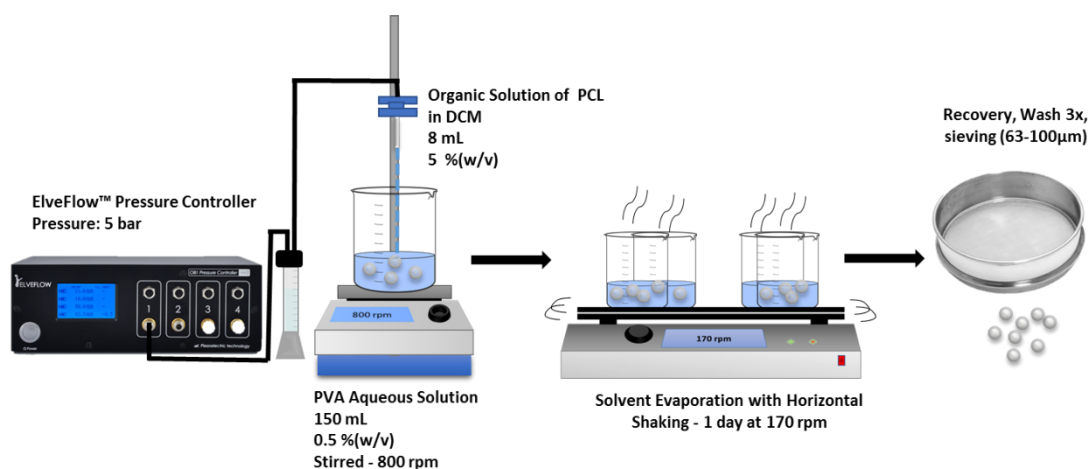 Organic Solution of PCL
in DCM
8 mL
5 %(w/v)
Recovery, Wash 3x,
sieving (63-100µm)
ElveFlow™ Pressure Controller
Pressure: 5 bar
ELVEFLOW
OB1 Pressure Controller
1 2 3 4
800 rpm
170 rpm
PVA Aqueous Solution
150 mL
0.5 %(w/v)
Stirred - 800 rpm
Solvent Evaporation with Horizontal
Shaking - 1 day at 170 rpm